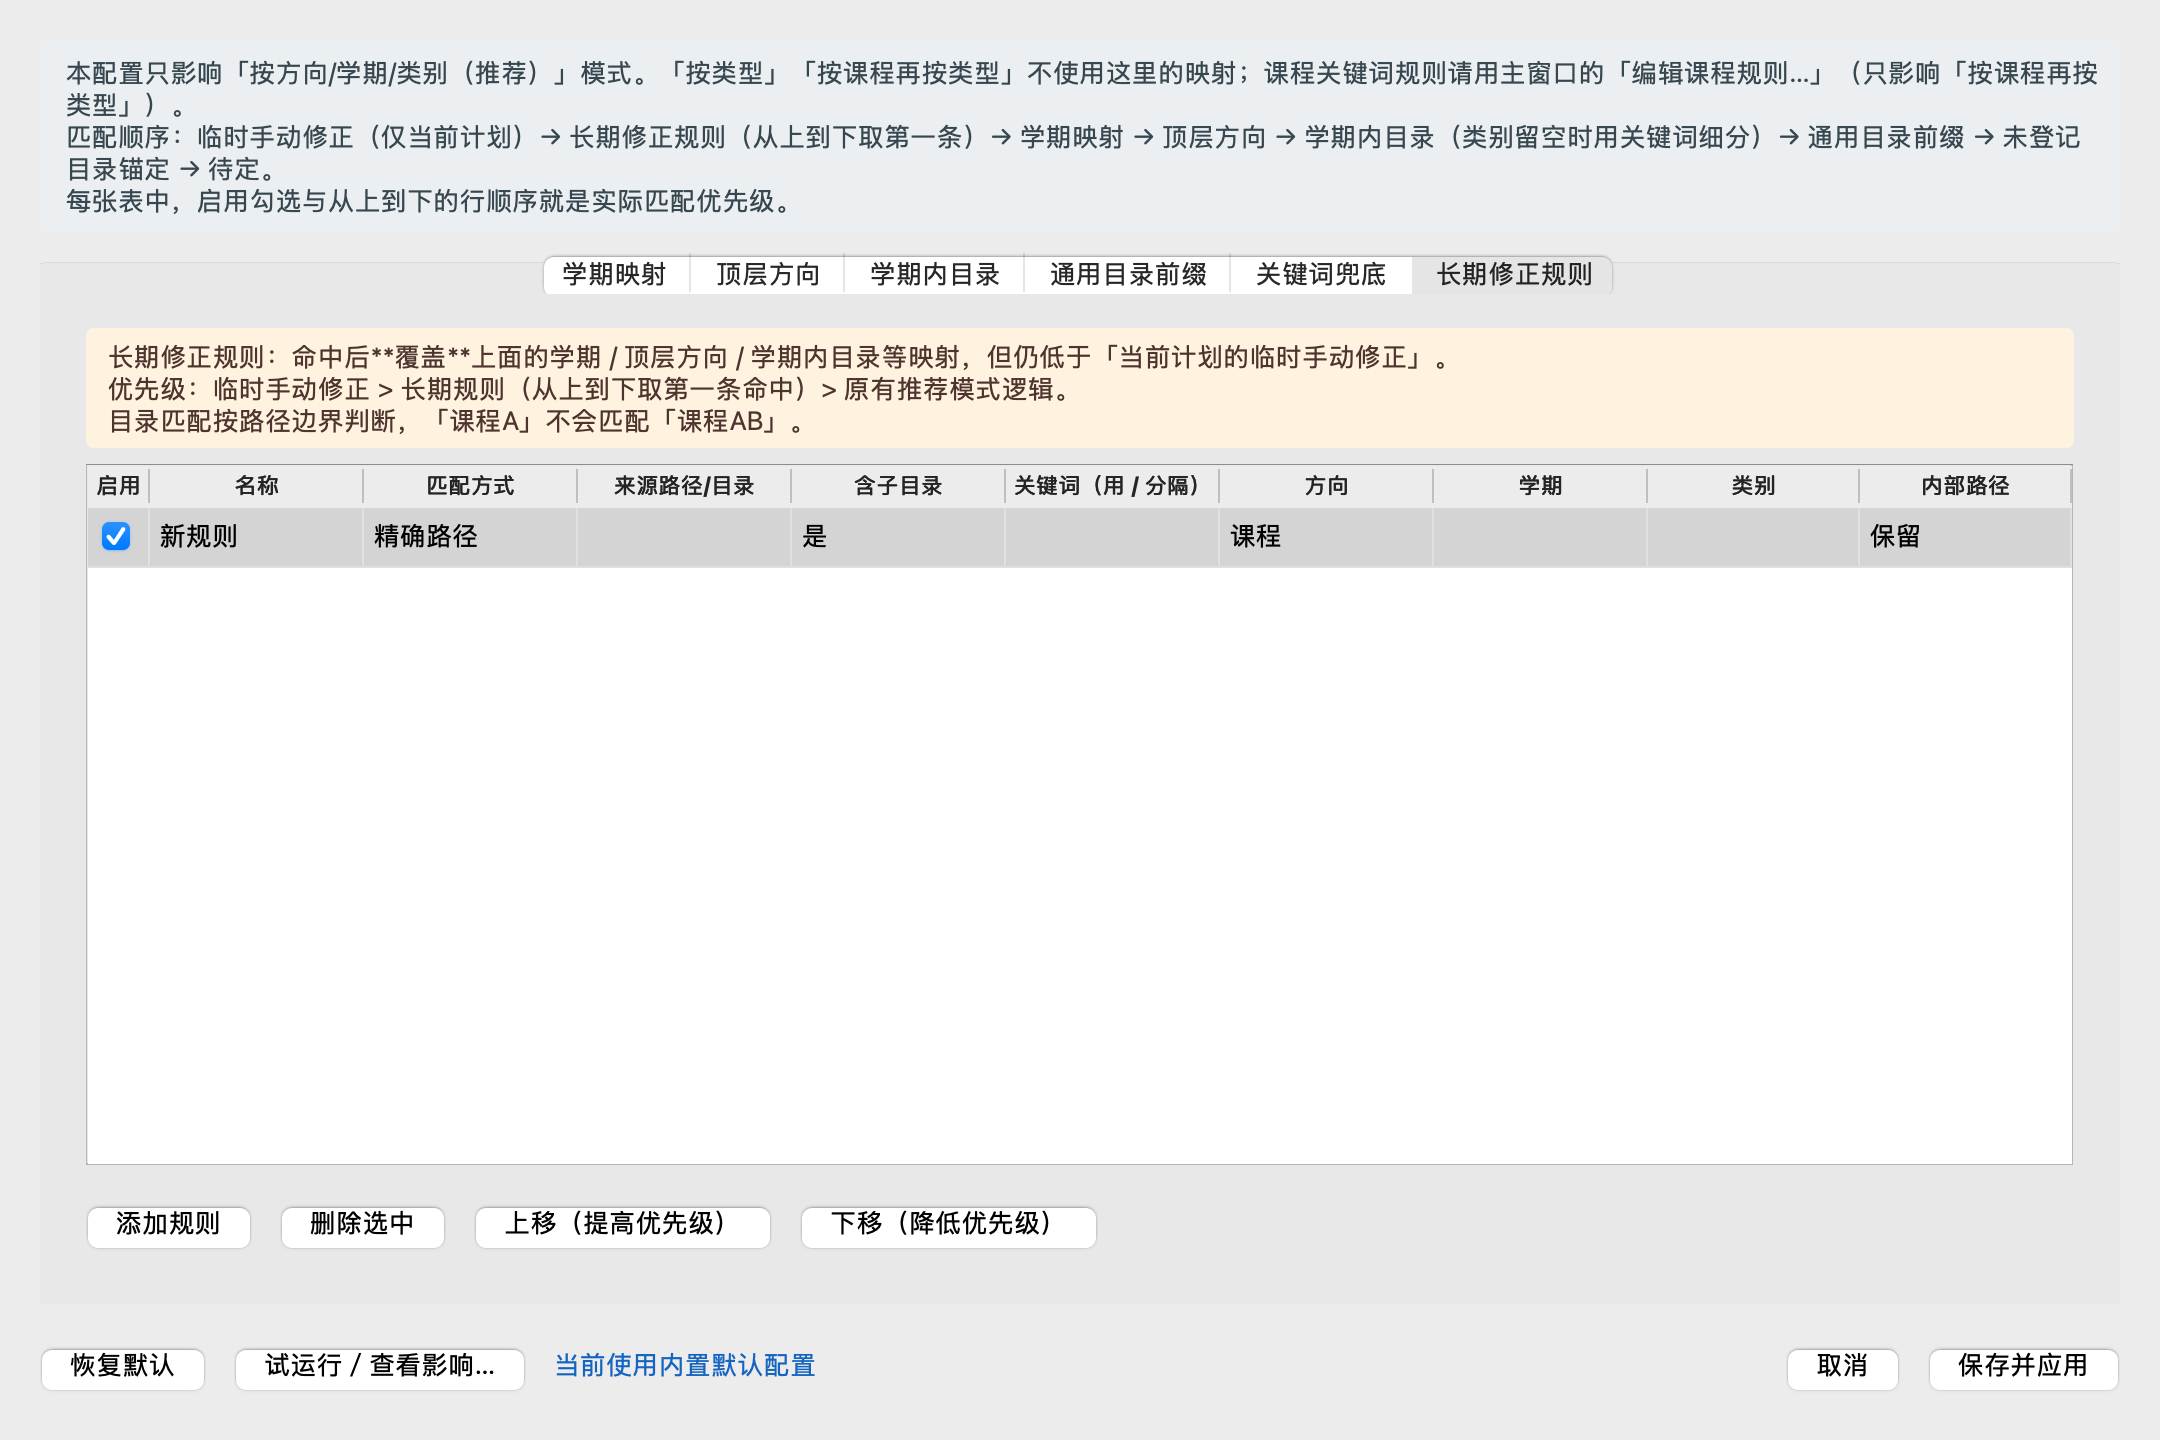 本配置只影响「按方向/学期/类别（推荐）」模式。「按类型」「按课程再按类型」不使用这里的映射；课程关键词规则请用主窗口的「编辑课程规则...」（只影响「按课程再按
类型」）。
匹配顺序：临时手动修正（仅当前计划）→ 长期修正规则（从上到下取第一条）→ 学期映射 → 顶层方向 → 学期内目录（类别留空时用关键词细分）→ 通用目录前缀 → 未登记
目录锚定 → 待定。
每张表中，启用勾选与从上到下的行顺序就是实际匹配优先级。
学期映射 顶层方向 学期内目录 通用目录前缀 关键词兜底 长期修正规则
长期修正规则：命中后**覆盖**上面的学期 / 顶层方向 / 学期内目录等映射，但仍低于「当前计划的临时手动修正」。
优先级：临时手动修正 > 长期规则（从上到下取第一条命中）> 原有推荐模式逻辑。
目录匹配按路径边界判断，「课程A」不会匹配「课程AB」。
启用 名称 匹配方式 来源路径/目录 含子目录 关键词（用 / 分隔） 方向 学期 类别 内部路径
新规则 精确路径 是 课程 保留
添加规则 删除选中 上移（提高优先级） 下移（降低优先级）
恢复默认 试运行 / 查看影响... 当前使用内置默认配置 取消 保存并应用